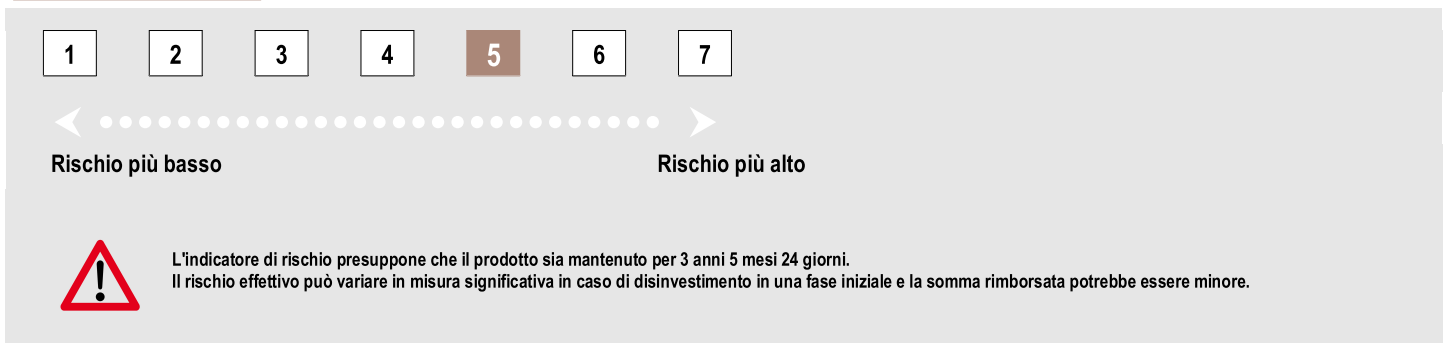 1 2 3 4 5 6 7
Rischio più basso Rischio più alto
L'indicatore di rischio presuppone che il prodotto sia mantenuto per 3 anni 5 mesi 24 giorni.
Il rischio effettivo può variare in misura significativa in caso di disinvestimento in una fase iniziale e la somma rimborsata potrebbe essere minore.